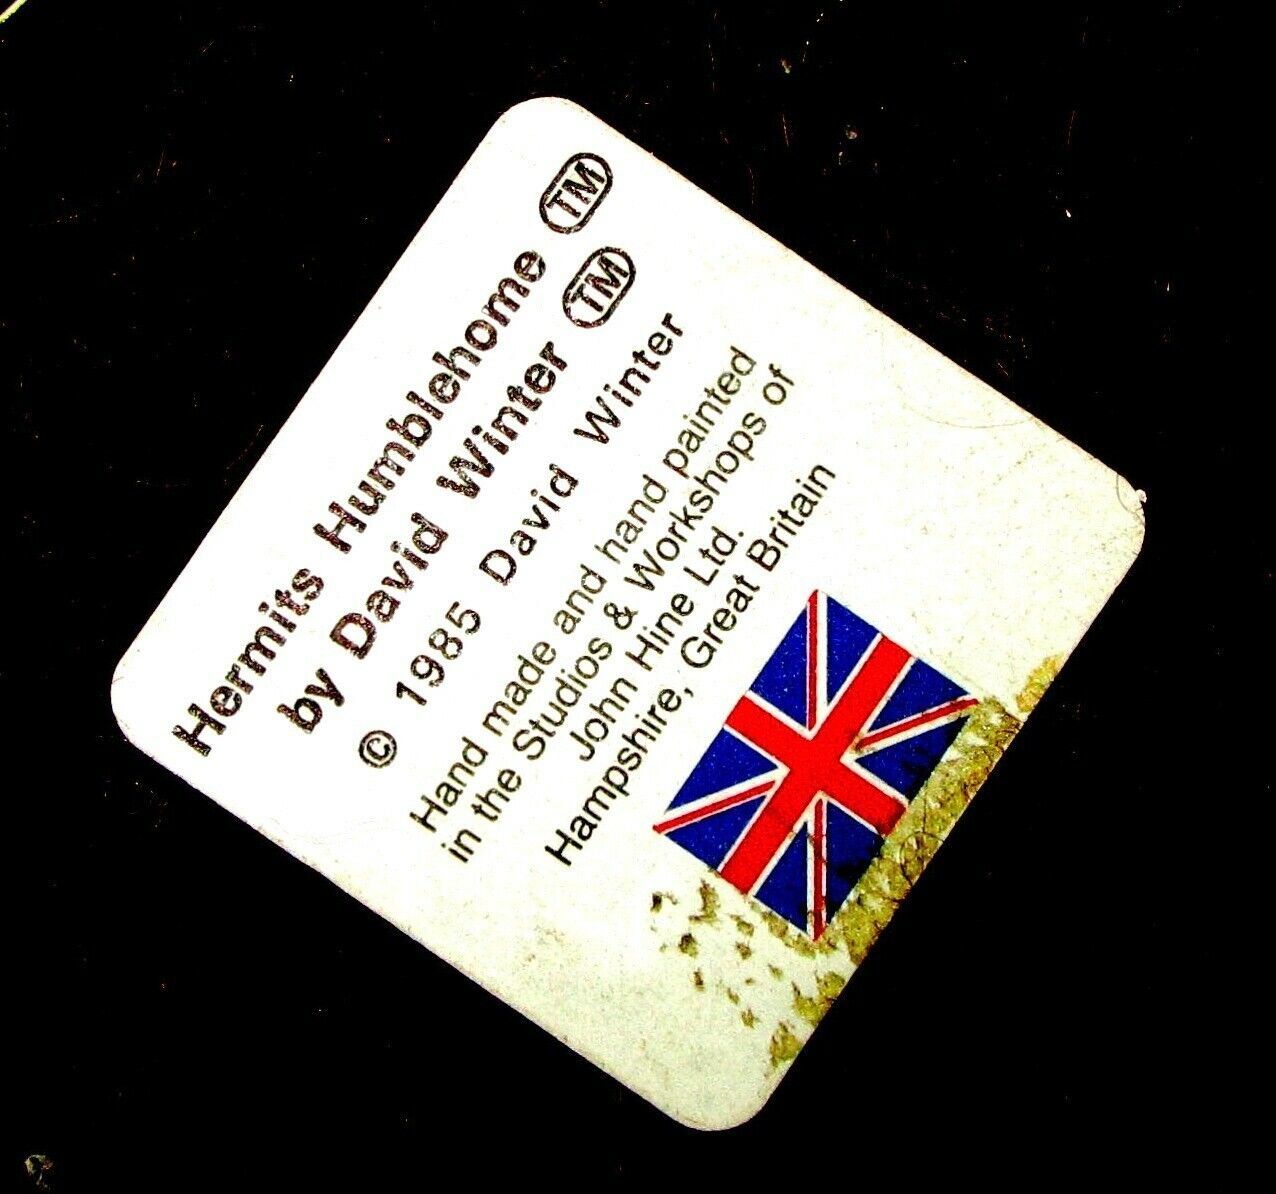 Hermits Humblehome TM
by David Winter TM
© 1985 David Winter
Hand made and hand painted
in the Studios & Workshops of
John Hine Ltd.
Hampshire, Great Britain